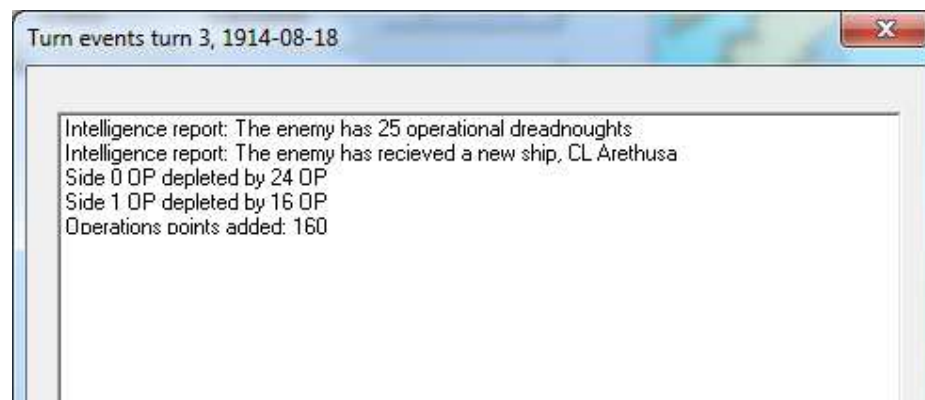 Turn events turn 3, 1914-08-18
Intelligence report: The enemy has 25 operational dreadnoughts
Intelligence report: The enemy has recieved a new ship, CL Arethusa
Side 0 OP depleted by 24 OP
Side 1 OP depleted by 16 OP
Operations points added: 160